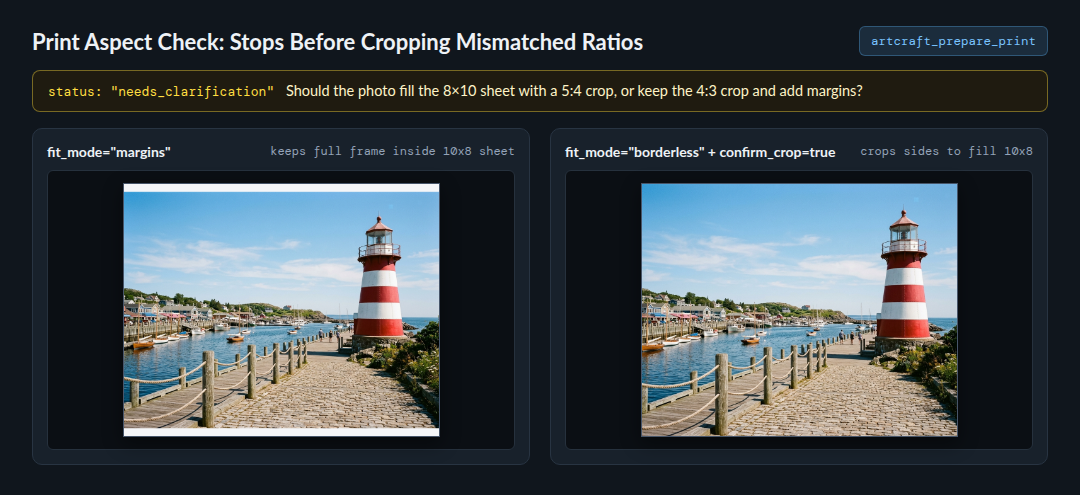 Print Aspect Check: Stops Before Cropping Mismatched Ratios
artcraft_prepare_print
status: "needs_clarification" Should the photo fill the 8×10 sheet with a 5:4 crop, or keep the 4:3 crop and add margins?
fit_mode="margins"
keeps full frame inside 10x8 sheet
fit_mode="borderless" + confirm_crop=true
crops sides to fill 10x8